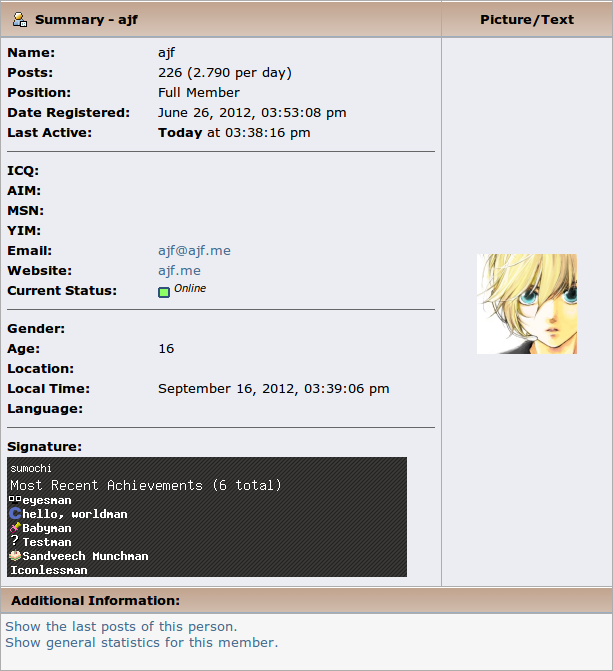 Summary - ajf
Picture/Text
Name: ajf
Posts: 226 (2.790 per day)
Position: Full Member
Date Registered: June 26, 2012, 03:53:08 pm
Last Active: Today at 03:38:16 pm
ICQ:
AIM:
MSN:
YIM:
Email: ajf@ajf.me
Website: ajf.me
Current Status: Online
Gender:
Age: 16
Location:
Local Time: September 16, 2012, 03:39:06 pm
Language:
Signature:
sumochi
Most Recent Achievements (6 total)
eyesman
hello, worldman
Babyman
Testman
Sandveech Munchman
Iconlessman
Additional Information:
Show the last posts of this person.
Show general statistics for this member.